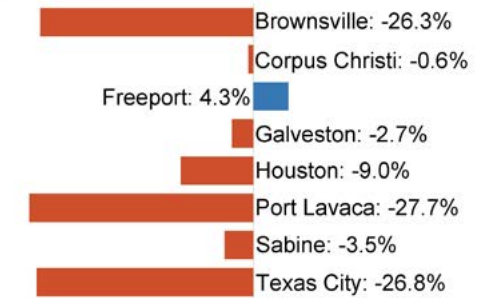 Brownsville: -26.3%
Corpus Christi: -0.6%
Freeport: 4.3%
Galveston: -2.7%
Houston: -9.0%
Port Lavaca: -27.7%
Sabine: -3.5%
Texas City: -26.8%